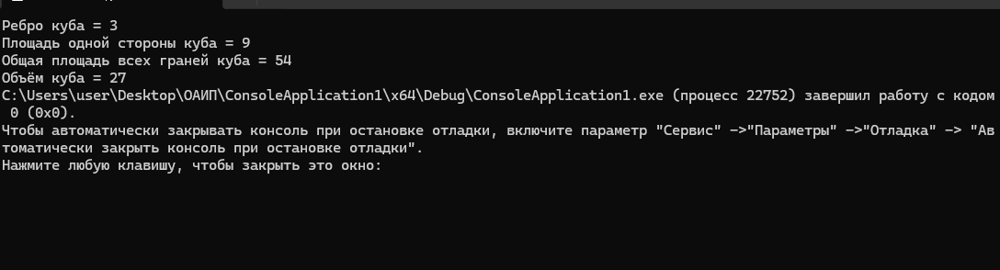 Ребро куба = 3
Площадь одной стороны куба = 9
Общая площадь всех граней куба = 54
Объём куба = 27
C:\Users\user\Desktop\ОАИП\ConsoleApplication1\x64\Debug\ConsoleApplication1.exe (процесс 22752) завершил работу с кодом
 0 (0x0).
Чтобы автоматически закрывать консоль при остановке отладки, включите параметр "Сервис" ->"Параметры" ->"Отладка" -> "Ав
томатически закрыть консоль при остановке отладки".
Нажмите любую клавишу, чтобы закрыть это окно: